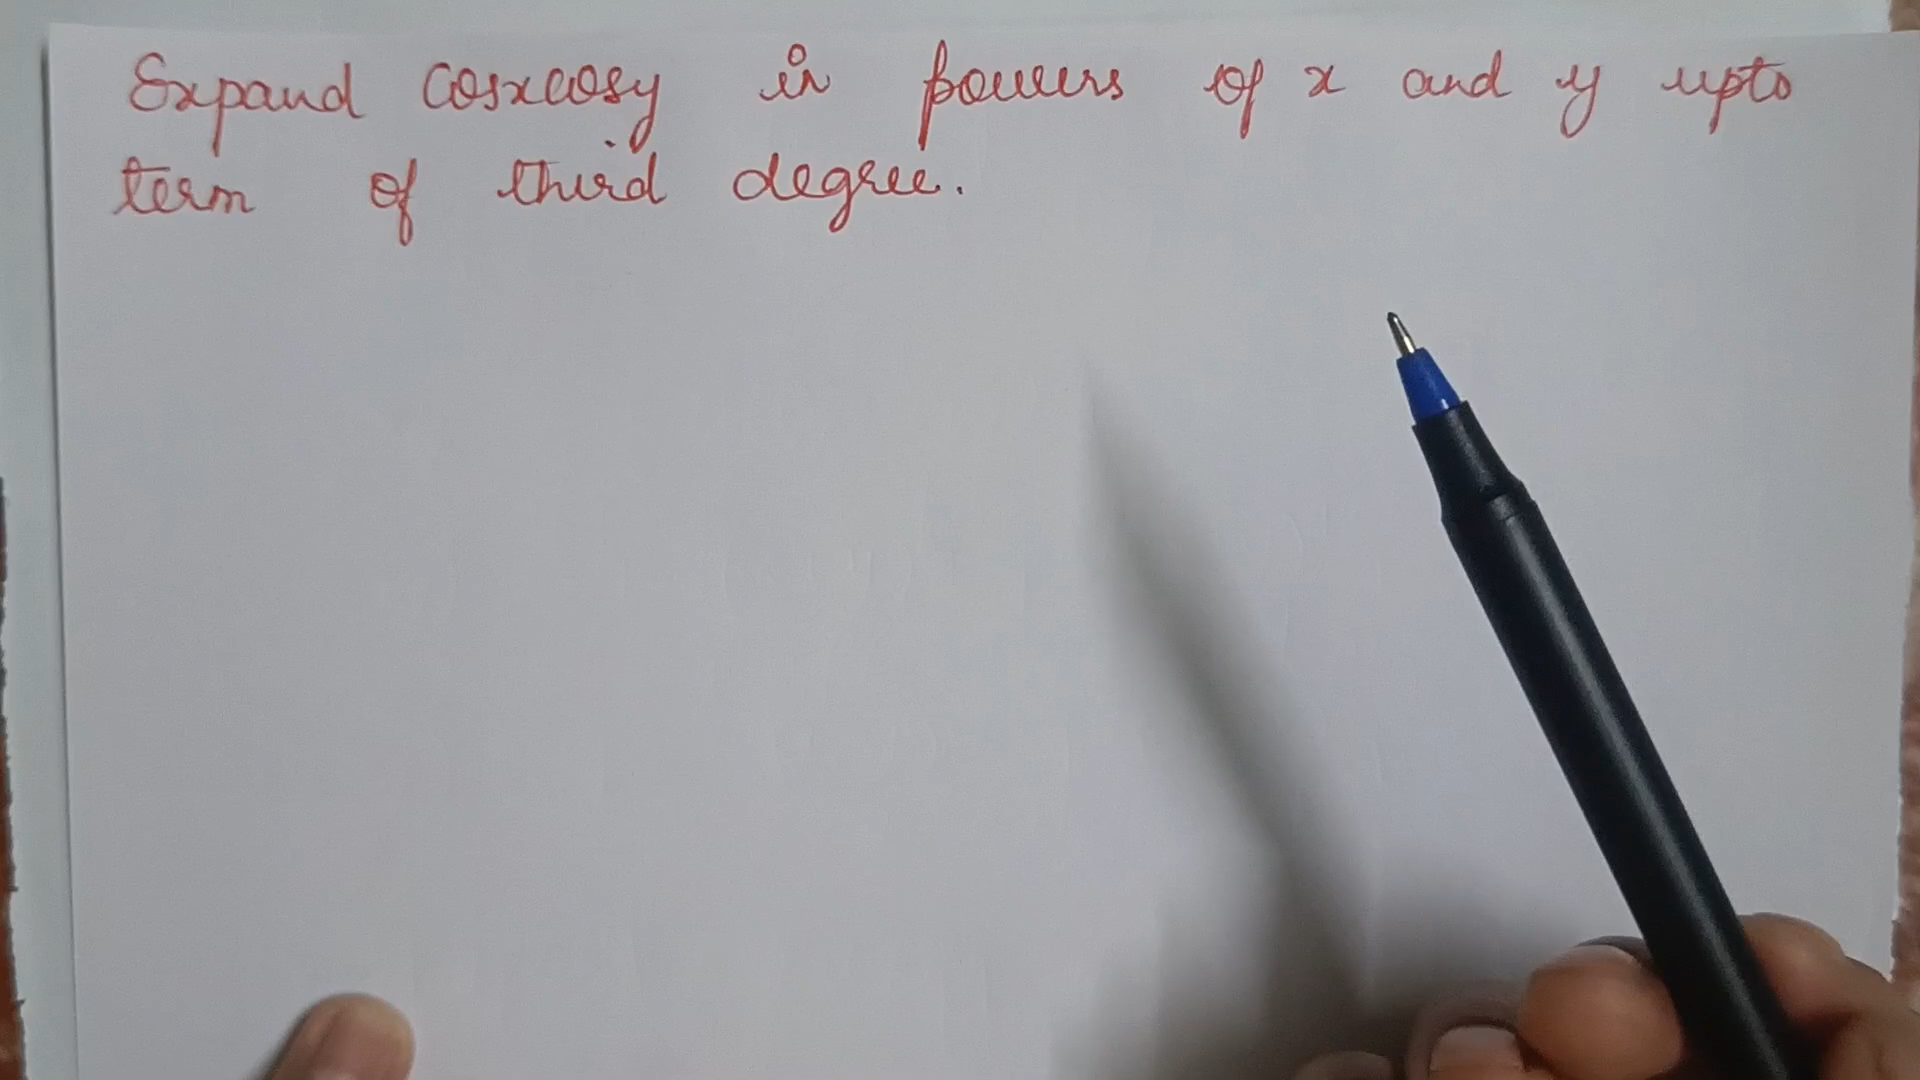 Expand cosxcosy in powers of x and y upto
term of third degree.